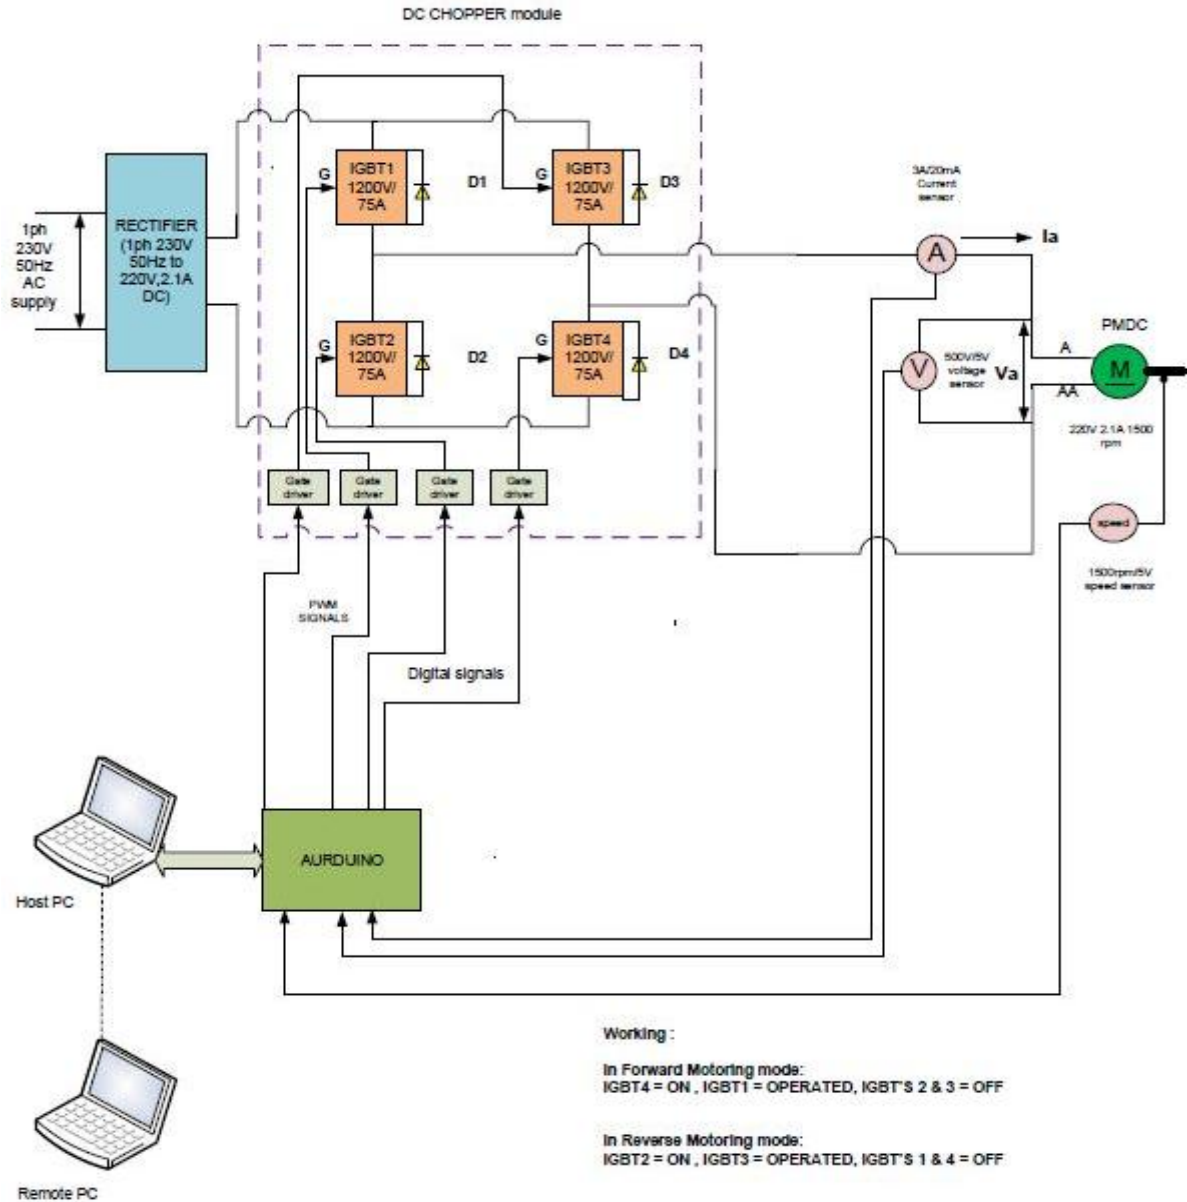 DC CHOPPER module
IGBT1
1200V/
75A
G
D1
IGBT3
1200V/
75A
G
D3
3A/20mA
Current
sensor
A
Ia
1ph
230V
50Hz
AC
supply
RECTIFIER
(1ph 230V
50Hz to
220V,2.1A
DC)
IGBT2
1200V/
75A
G
D2
IGBT4
1200V/
75A
G
D4
V
500V/5V
voltage
sensor
Va
PMDC
A
M
AA
220V 2.1A 1500
rpm
Gate
driver
Gate
driver
Gate
driver
Gate
driver
speed
1500rpm/5V
speed sensor
PWM
SIGNALS
Digital signals
AURDUINO
Host PC
Remote PC
Working :
In Forward Motoring mode:
IGBT4 = ON , IGBT1 = OPERATED, IGBT'S 2 & 3 = OFF
In Reverse Motoring mode:
IGBT2 = ON , IGBT3 = OPERATED, IGBT'S 1 & 4 = OFF